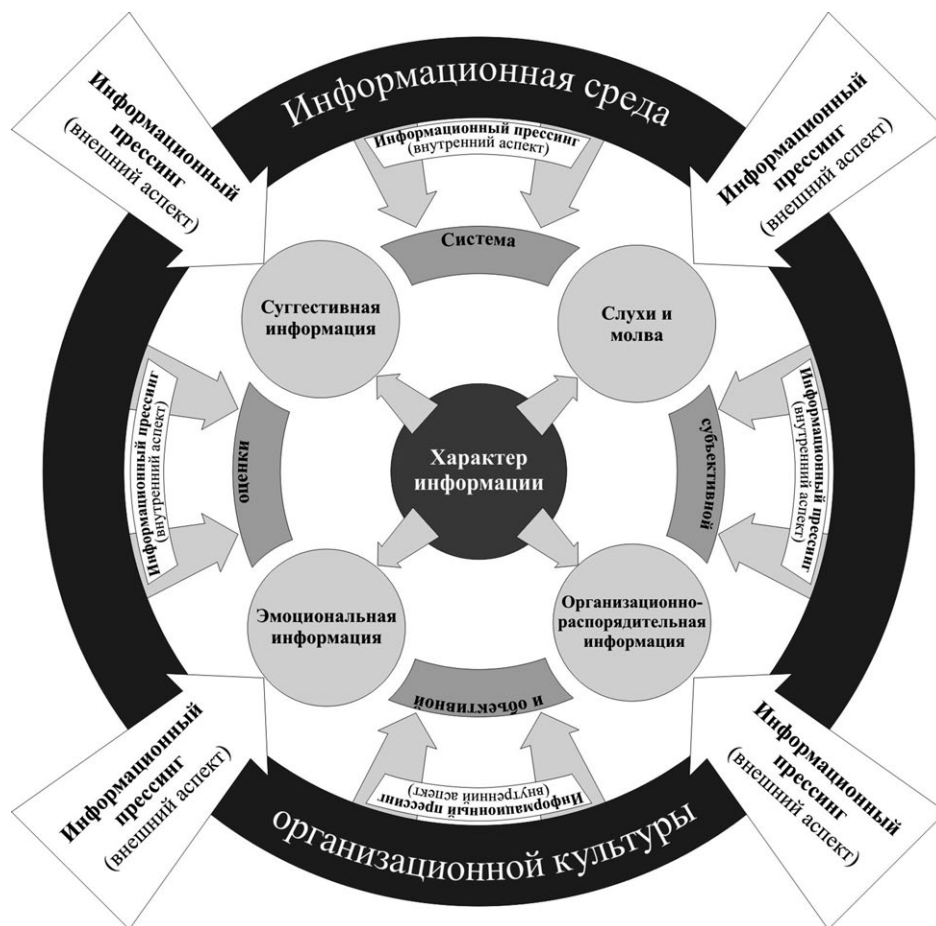 Информационная среда
Информационный
прессинг
(внешний аспект)
Информационный
прессинг
(внешний аспект)
Информационный прессинг
(внутренний аспект)
Система
Суггестивная
информация
Слухи и
молва
Информационный прессинг
(внутренний аспект)
оценки
Характер
информации
субъективной
Информационный прессинг
(внутренний аспект)
Эмоциональная
информация
Организационно-
распорядительная
информация
и объективной
Информационный прессинг
(внутренний аспект)
Информационный
прессинг
(внешний аспект)
Информационный
прессинг
(внешний аспект)
организационной культуры